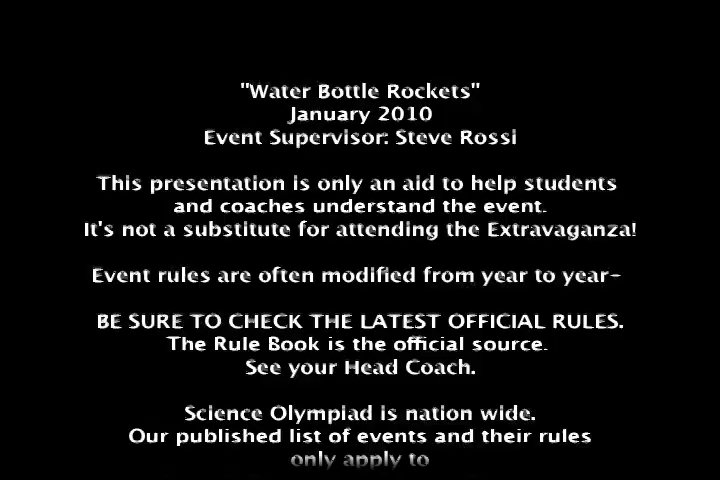 "Water Bottle Rockets"
January 2010
Event Supervisor: Steve Rossi
This presentation is only an aid to help students
and coaches understand the event.
It's not a substitute for attending the Extravaganza!
Event rules are often modified from year to year-
BE SURE TO CHECK THE LATEST OFFICIAL RULES.
The Rule Book is the official source.
See your Head Coach.
Science Olympiad is nation wide.
Our published list of events and their rules
only apply to